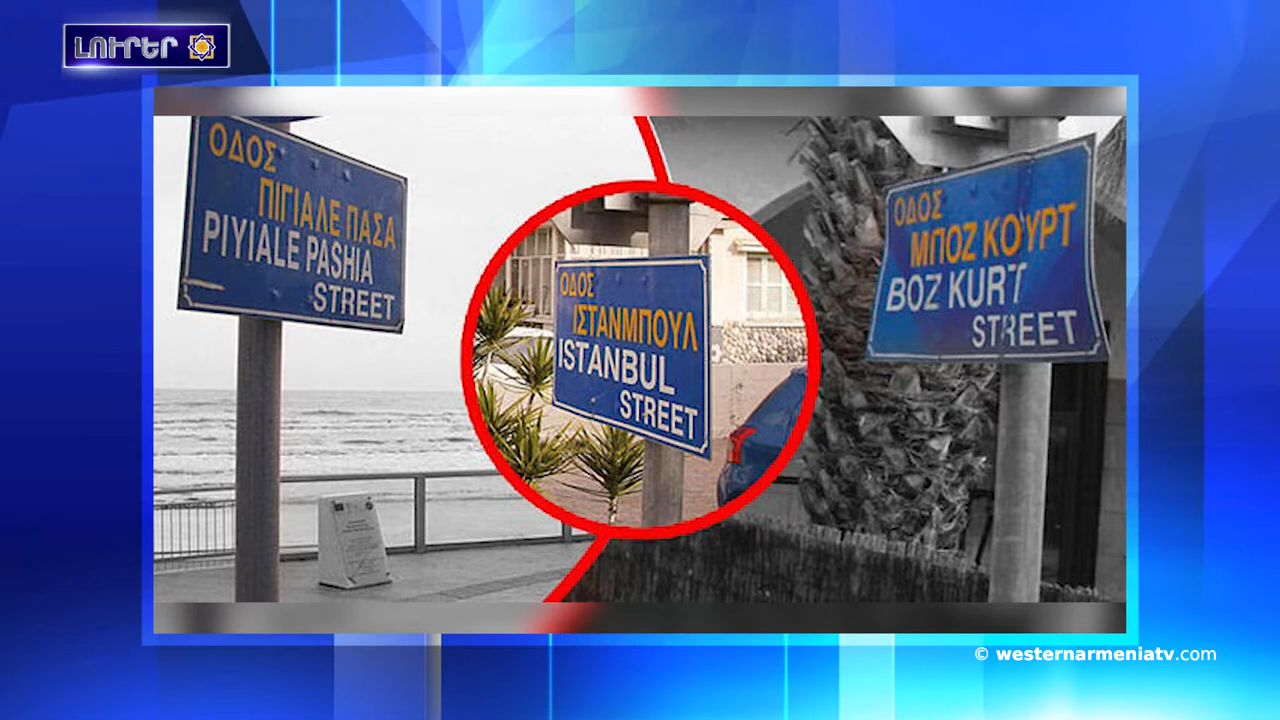 ԼՈՒՐԵՐ
ΟΔΟΣ
ΠΙΓΙΑΛΕ ΠΑΣΑ
PIYIALE PASHIA
STREET
ΟΔΟΣ
ΙΣΤΑΝΜΠΟΥΛ
ISTANBUL
STREET
ΟΔΟΣ
ΜΠΟΖ ΚΟΥΡΤ
BOZ KURT
STREET
© westernarmeniatv.com